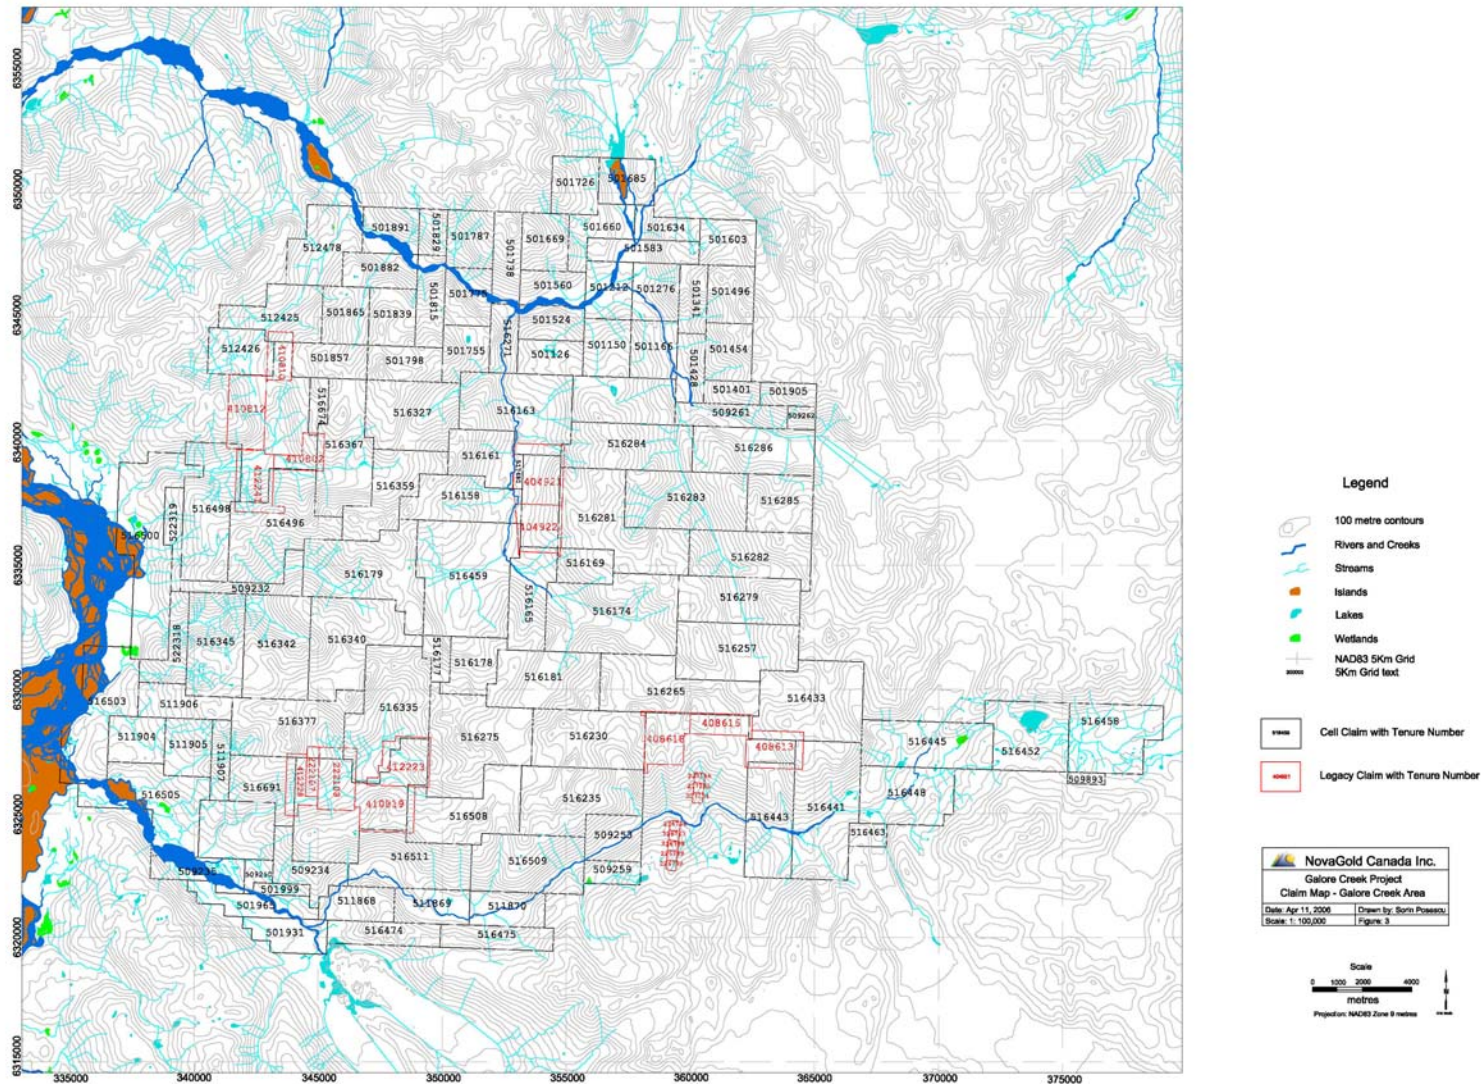 6355000
6350000
6345000
6340000
6335000
6330000
6325000
6320000
6315000
335000 340000 345000 350000 355000 360000 365000 370000 375000
501726 501685
501891 501829 501787 501738 501669 501660 501634 501603
512478 501583
501882 501775 501560 501212 501276 501341 501496
512425 501865 501839 501815 516271 501524
512426 410810 501857 501798 501755 501126 501150 501166 501428 501454
410812 516674 516327 516163 501401 501905
509261 509262
516367 410802 516161 516284 516286
516498 516359 516158 404921 516283 516285
522319 516496 404922 516281
516500 516282
509232 516179 516459 516169
516279
522318 516345 516342 516340 516165 516174
516177 516178 516257
516503 511906 516181 516265 516433
516377 516335 408615
511904 511905 516275 516230 408613 516445 516452 516458
511907 412223 509893
516505 516691 410819 516235 516441 516448
516508 509253 516443 516463
509234 516511 516509 509259
501999
501965 511868 511869 511870
501931 516474 516475
Legend
100 metre contours
Rivers and Creeks
Streams
Islands
Lakes
Wetlands
NAD83 5Km Grid
5Km Grid text
Cell Claim with Tenure Number
Legacy Claim with Tenure Number
NovaGold Canada Inc.
Galore Creek Project
Claim Map - Galore Creek Area
Date: Apr 11, 2006 Drawn by: Sorin Posescu
Scale: 1: 100,000 Figure: 3
Scale
0 1000 2000 4000
metres
Projection: NAD83 Zone 9 metres